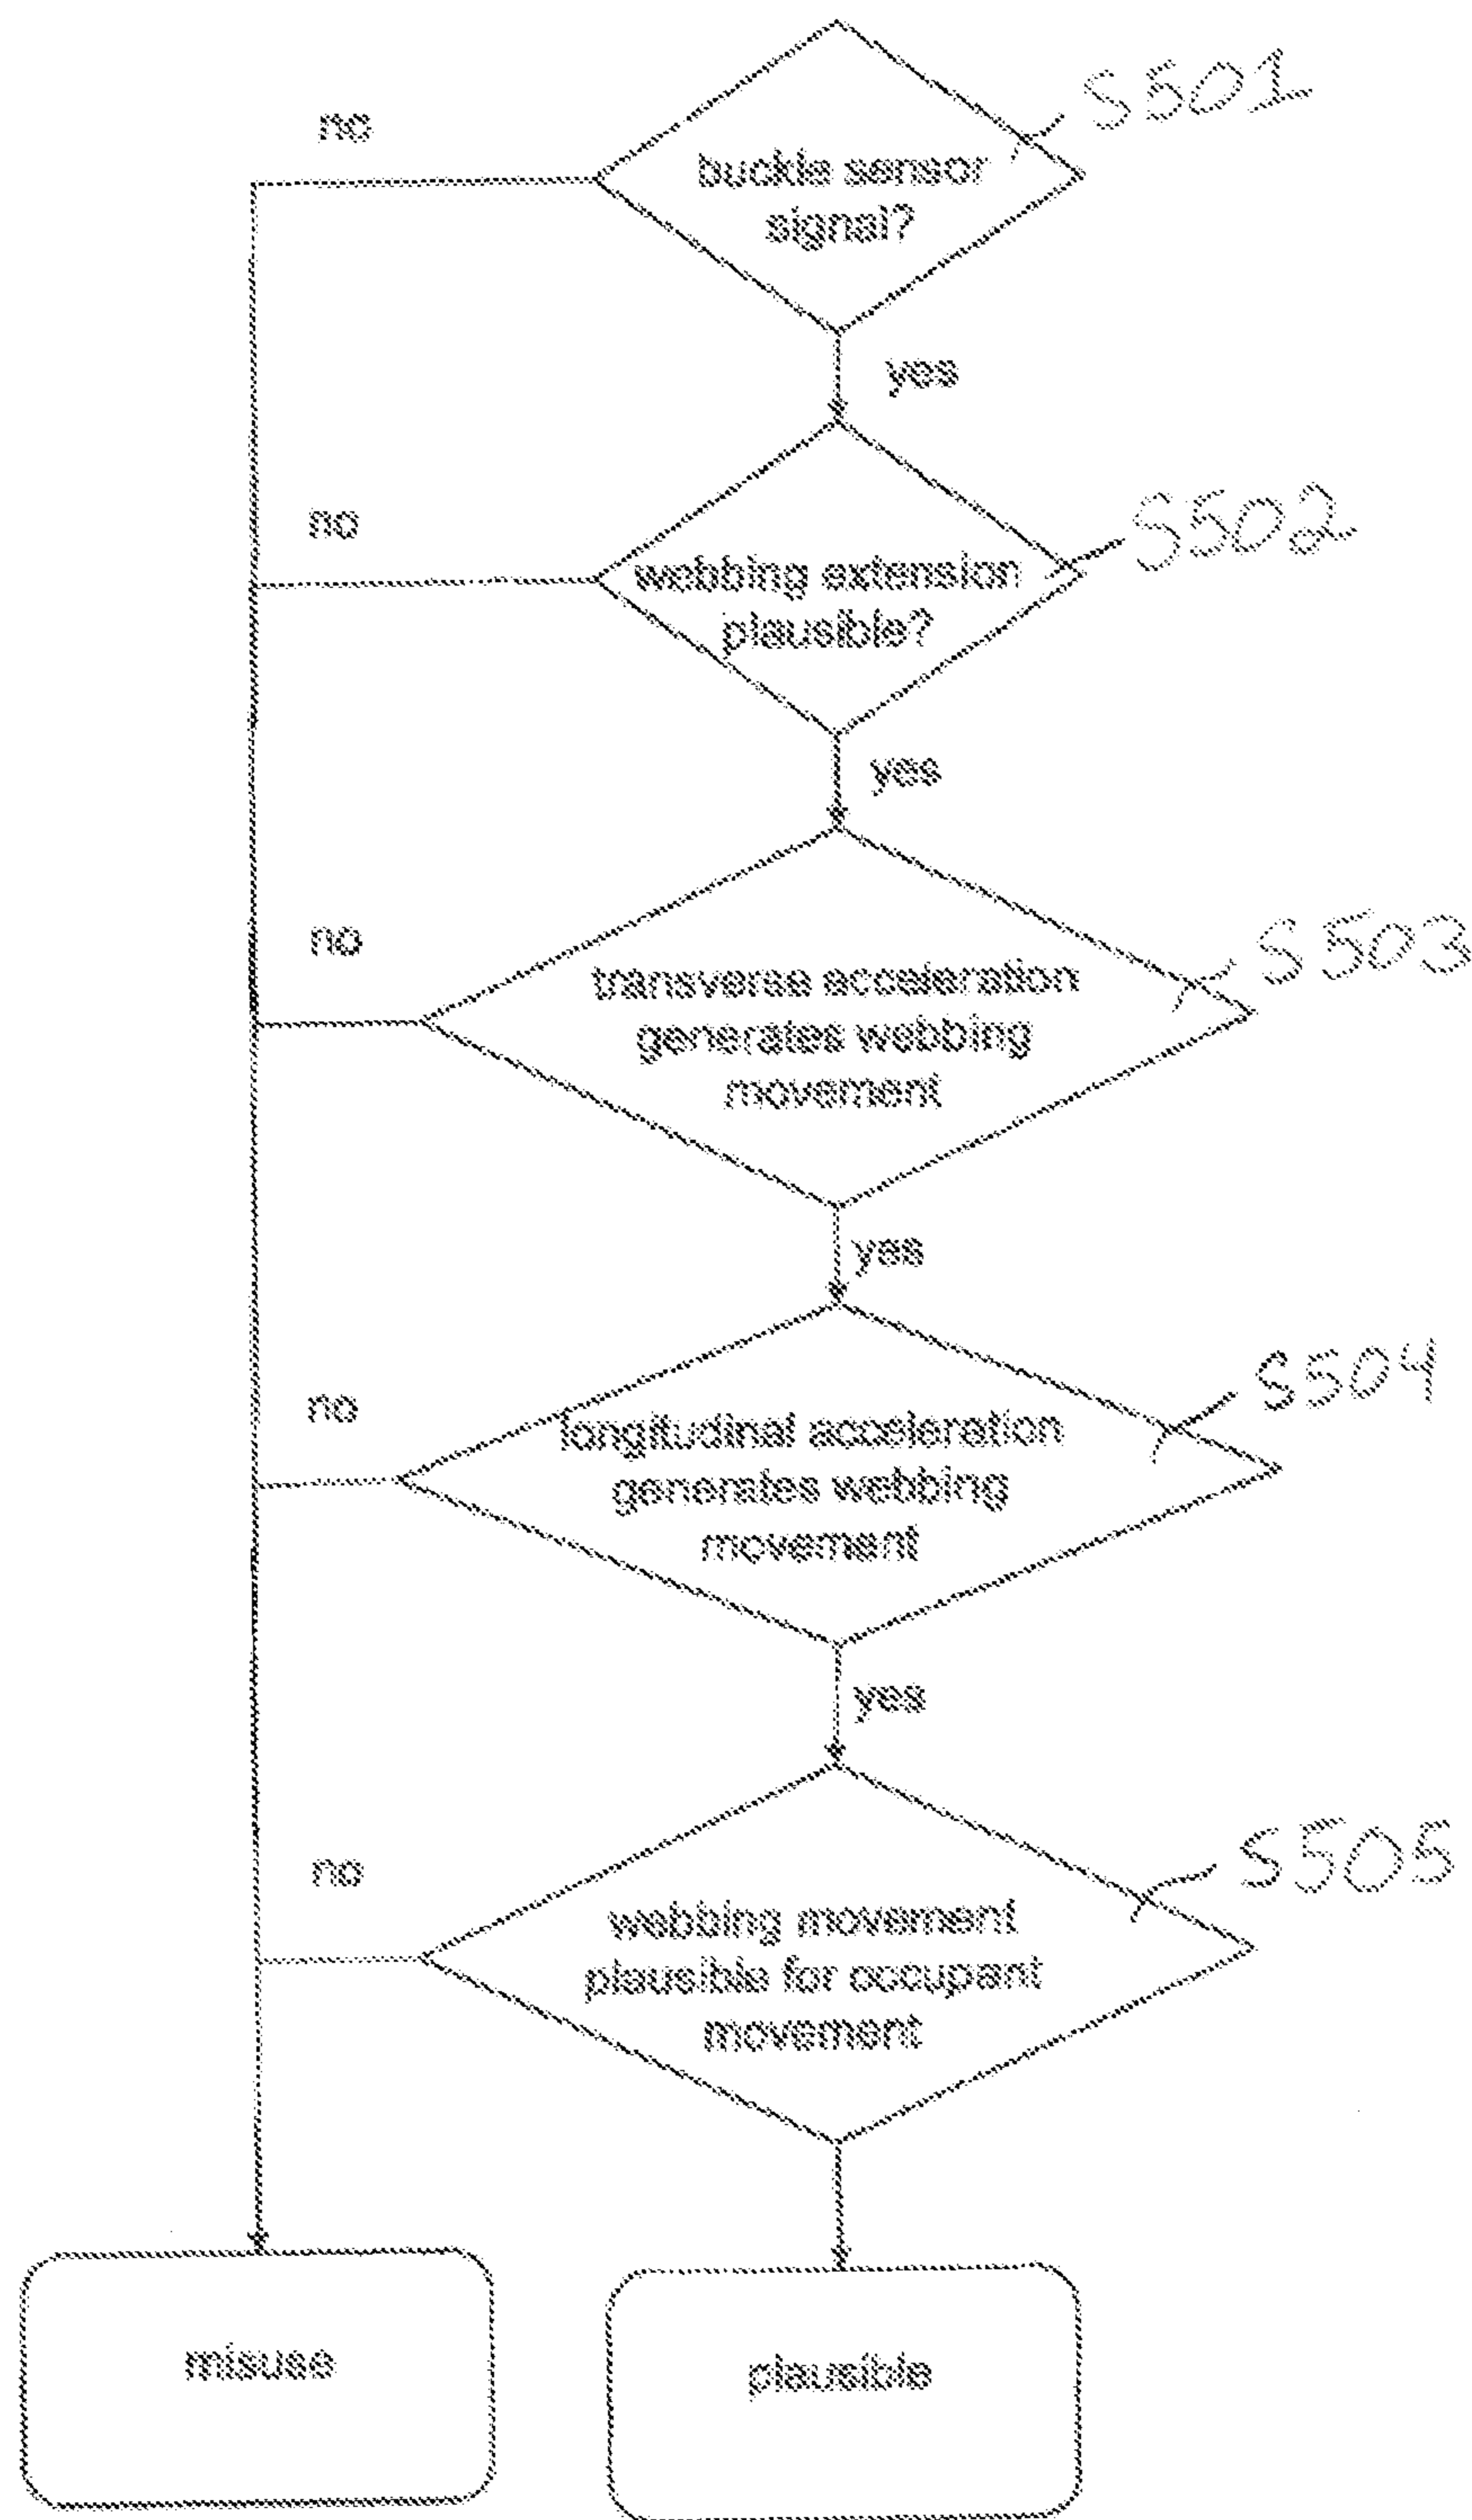 S501
no
buckle sensor
signal?
yes
S502
no
webbing extension
plausible?
yes
S503
no
transverse acceleration
generates webbing
movement
yes
S504
no
longitudinal acceleration
generates webbing
movement
yes
S505
no
webbing movement
plausible for occupant
movement
misuse
plausible